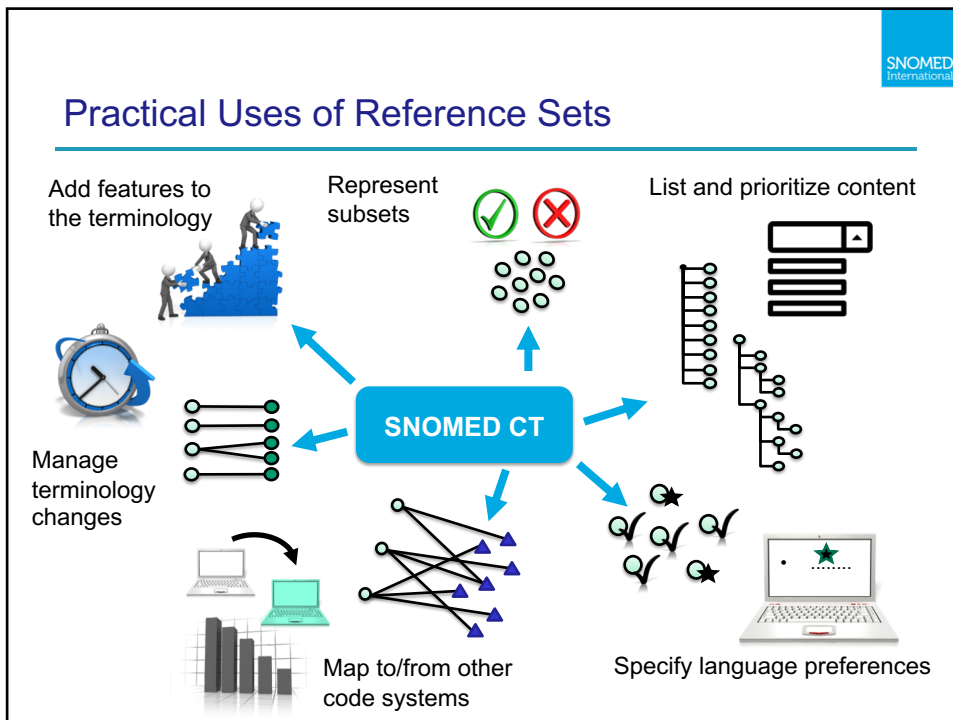 SNOMED
International
Practical Uses of Reference Sets
Add features to
the terminology
Represent
subsets
List and prioritize content
SNOMED CT
Manage
terminology
changes
Map to/from other
code systems
Specify language preferences